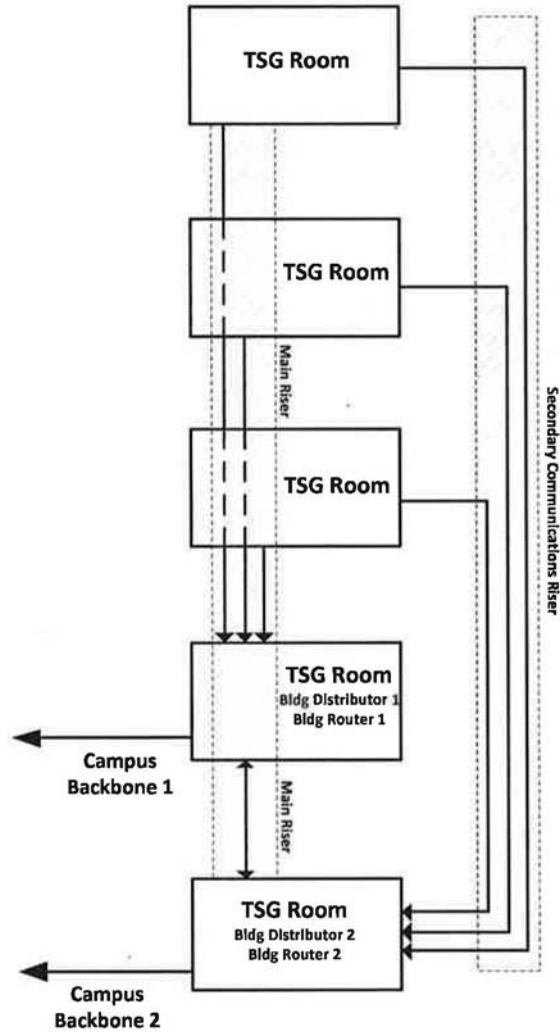 TSG Room
TSG Room
Main Riser
TSG Room
Secondary Communications Riser
TSG Room
Bldg Distributor 1
Bldg Router 1
Campus
Backbone 1
Main Riser
TSG Room
Bldg Distributor 2
Bldg Router 2
Campus
Backbone 2